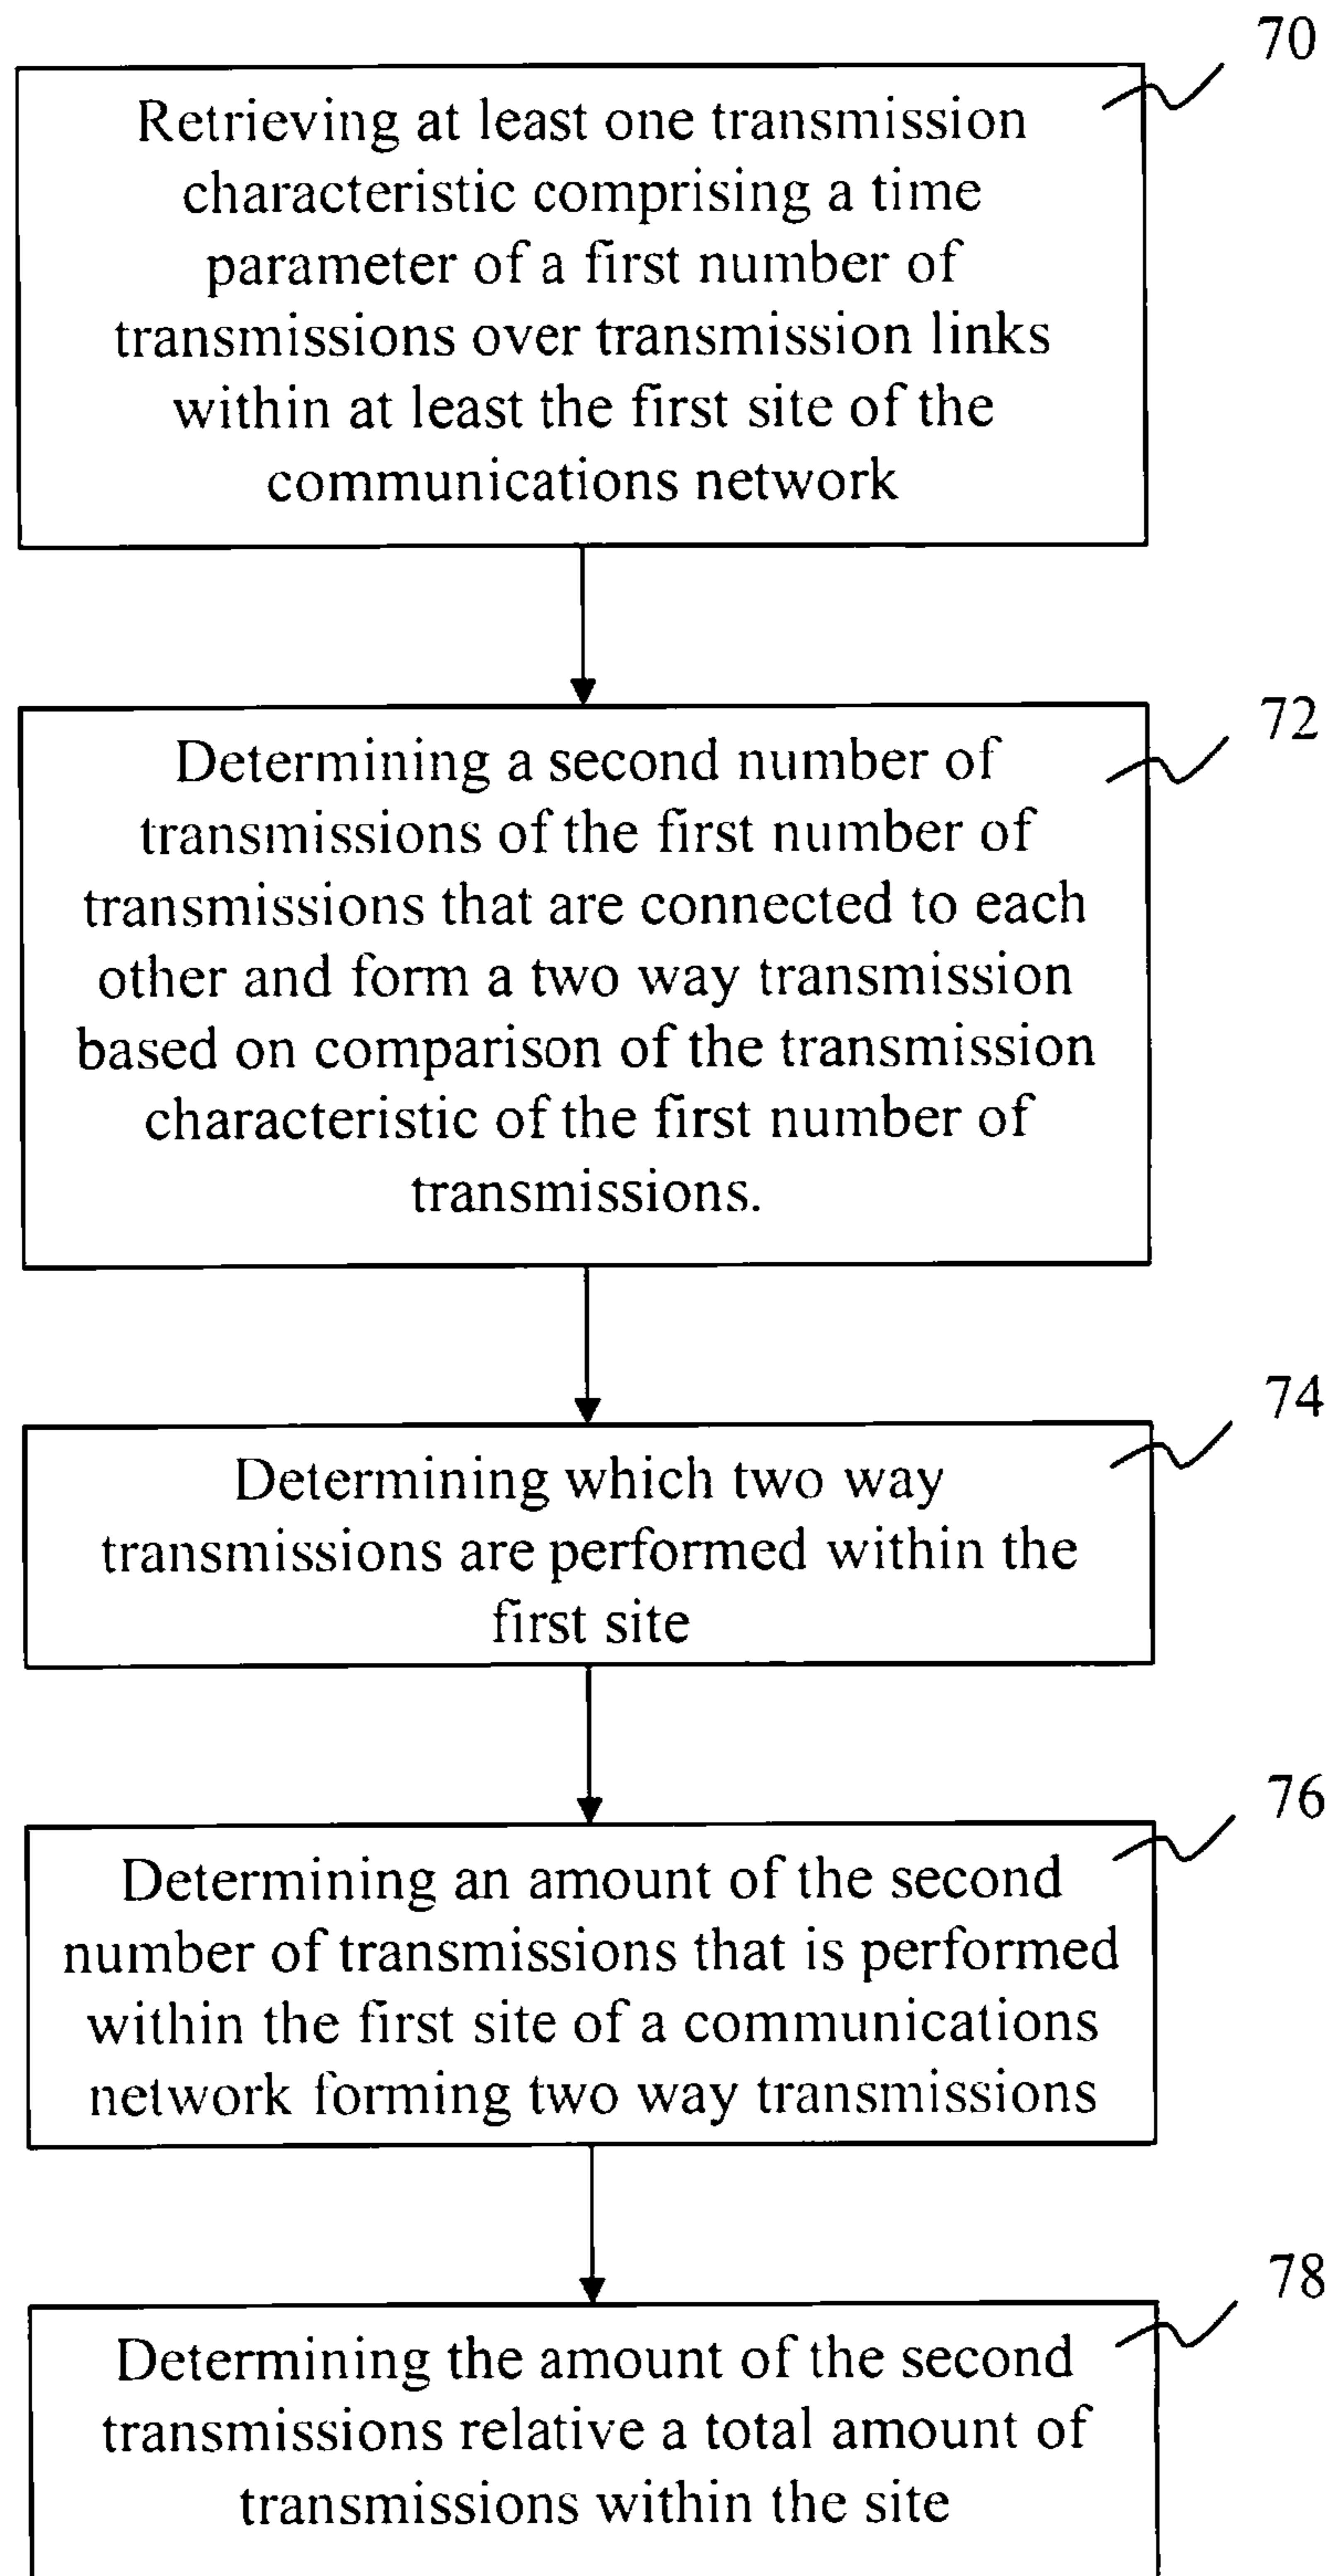 70
Retrieving at least one transmission
characteristic comprising a time
parameter of a first number of
transmissions over transmission links
within at least the first site of the
communications network
72
Determining a second number of
transmissions of the first number of
transmissions that are connected to each
other and form a two way transmission
based on comparison of the transmission
characteristic of the first number of
transmissions.
74
Determining which two way
transmissions are performed within the
first site
76
Determining an amount of the second
number of transmissions that is performed
within the first site of a communications
network forming two way transmissions
78
Determining the amount of the second
transmissions relative a total amount of
transmissions within the site